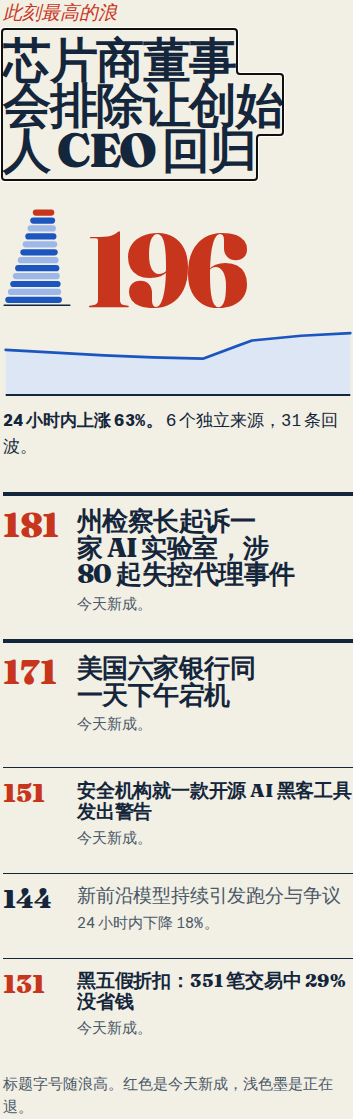 此刻最高的浪
芯片商董事
会排除让创始
人 CEO 回归
196
24 小时内上涨 63%。 6 个独立来源，31 条回
波。
181
州检察长起诉一
家 AI 实验室，涉
80 起失控代理事件
今天新成。
171
美国六家银行同
一天下午宕机
今天新成。
151
安全机构就一款开源 AI 黑客工具
发出警告
今天新成。
144
新前沿模型持续引发跑分与争议
24 小时内下降 18%。
131
黑五假折扣：351 笔交易中 29%
没省钱
今天新成。
标题字号随浪高。红色是今天新成，浅色墨是正在
退。